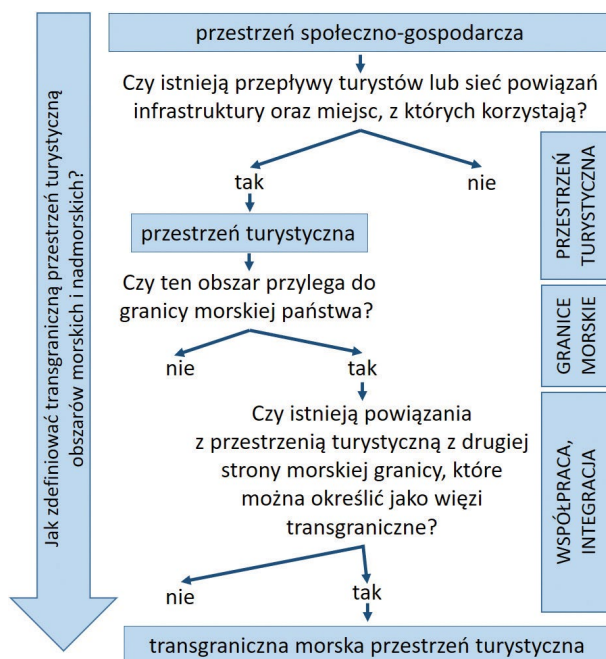 przestrzeń społeczno-gospodarcza
Czy istnieją przepływy turystów lub sieć powiązań
infrastruktury oraz miejsc, z których korzystają?
tak
nie
przestrzeń turystyczna
Czy ten obszar przylega do
granicy morskiej państwa?
nie
tak
Czy istnieją powiązania
z przestrzenią turystyczną z drugiej
strony morskiej granicy, które
można określić jako więzi
transgraniczne?
nie
tak
transgraniczna morska przestrzeń turystyczna
Jak zdefiniować transgraniczną przestrzeń turystyczną
obszarów morskich i nadmorskich?
PRZESTRZEŃ
TURYSTYCZNA
GRANICE
MORSKIE
WSPÓŁPRACA,
INTEGRACJA